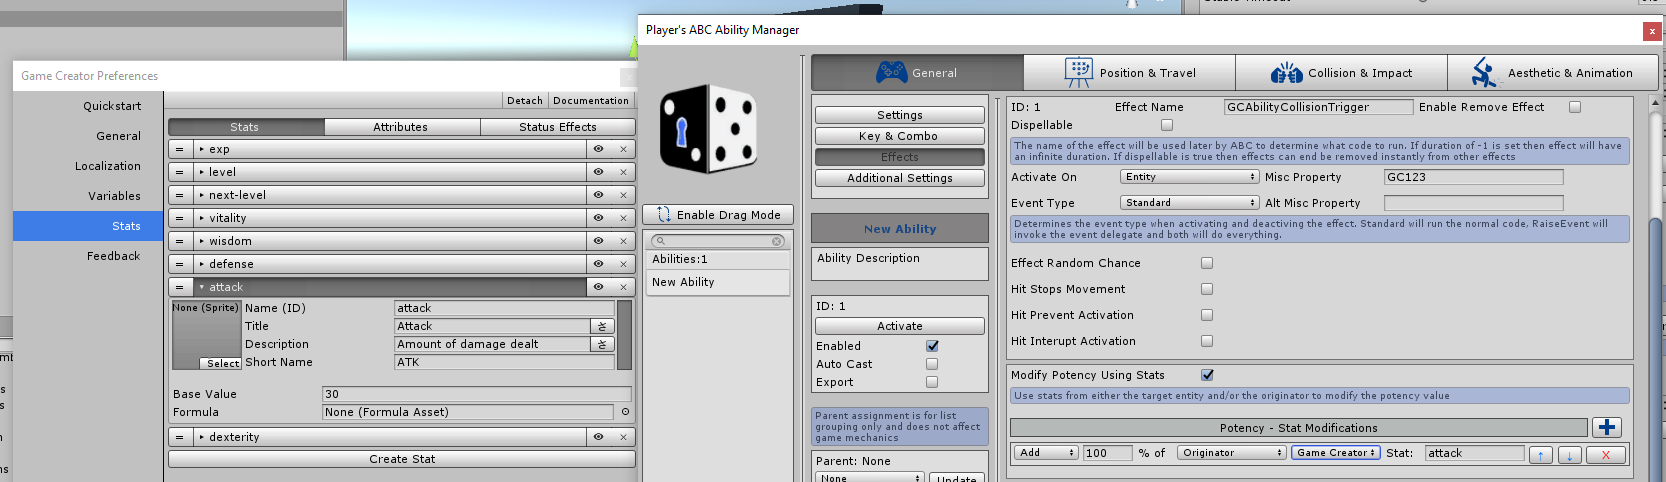 Player's ABC Ability Manager
x
Game Creator Preferences
Quickstart
General
Localization
Variables
Stats
Feedback
Detach
Documentation
Stats
Attributes
Status Effects
exp
level
next-level
vitality
wisdom
defense
attack
None (Sprite)
Select
Name (ID)
attack
Title
Attack
Description
Amount of damage dealt
Short Name
ATK
Base Value
30
Formula
None (Formula Asset)
dexterity
Create Stat
Enable Drag Mode
Abilities:1
New Ability
General
Position & Travel
Collision & Impact
Aesthetic & Animation
Settings
Key & Combo
Effects
Additional Settings
New Ability
Ability Description
ID: 1
Activate
Enabled
Auto Cast
Export
Parent assignment is for list
grouping only and does not affect
game mechanics
Parent: None
None
Update
ID: 1
Effect Name
GCAbilityCollisionTrigger
Enable Remove Effect
Dispellable
The name of the effect will be used later by ABC to determine what code to run. If duration of -1 is set then effect will have
an infinite duration. If dispellable is true then effects can end be removed instantly from other effects
Activate On
Entity
Misc Property
GC123
Event Type
Standard
Alt Misc Property
Determines the event type when activating and deactiving the effect. Standard will run the normal code, RaiseEvent will
invoke the event delegate and both will do everything.
Effect Random Chance
Hit Stops Movement
Hit Prevent Activation
Hit Interupt Activation
Modify Potency Using Stats
Use stats from either the target entity and/or the originator to modify the potency value
Potency - Stat Modifications
Add
100
% of
Originator
Game Creator
Stat:
attack
X